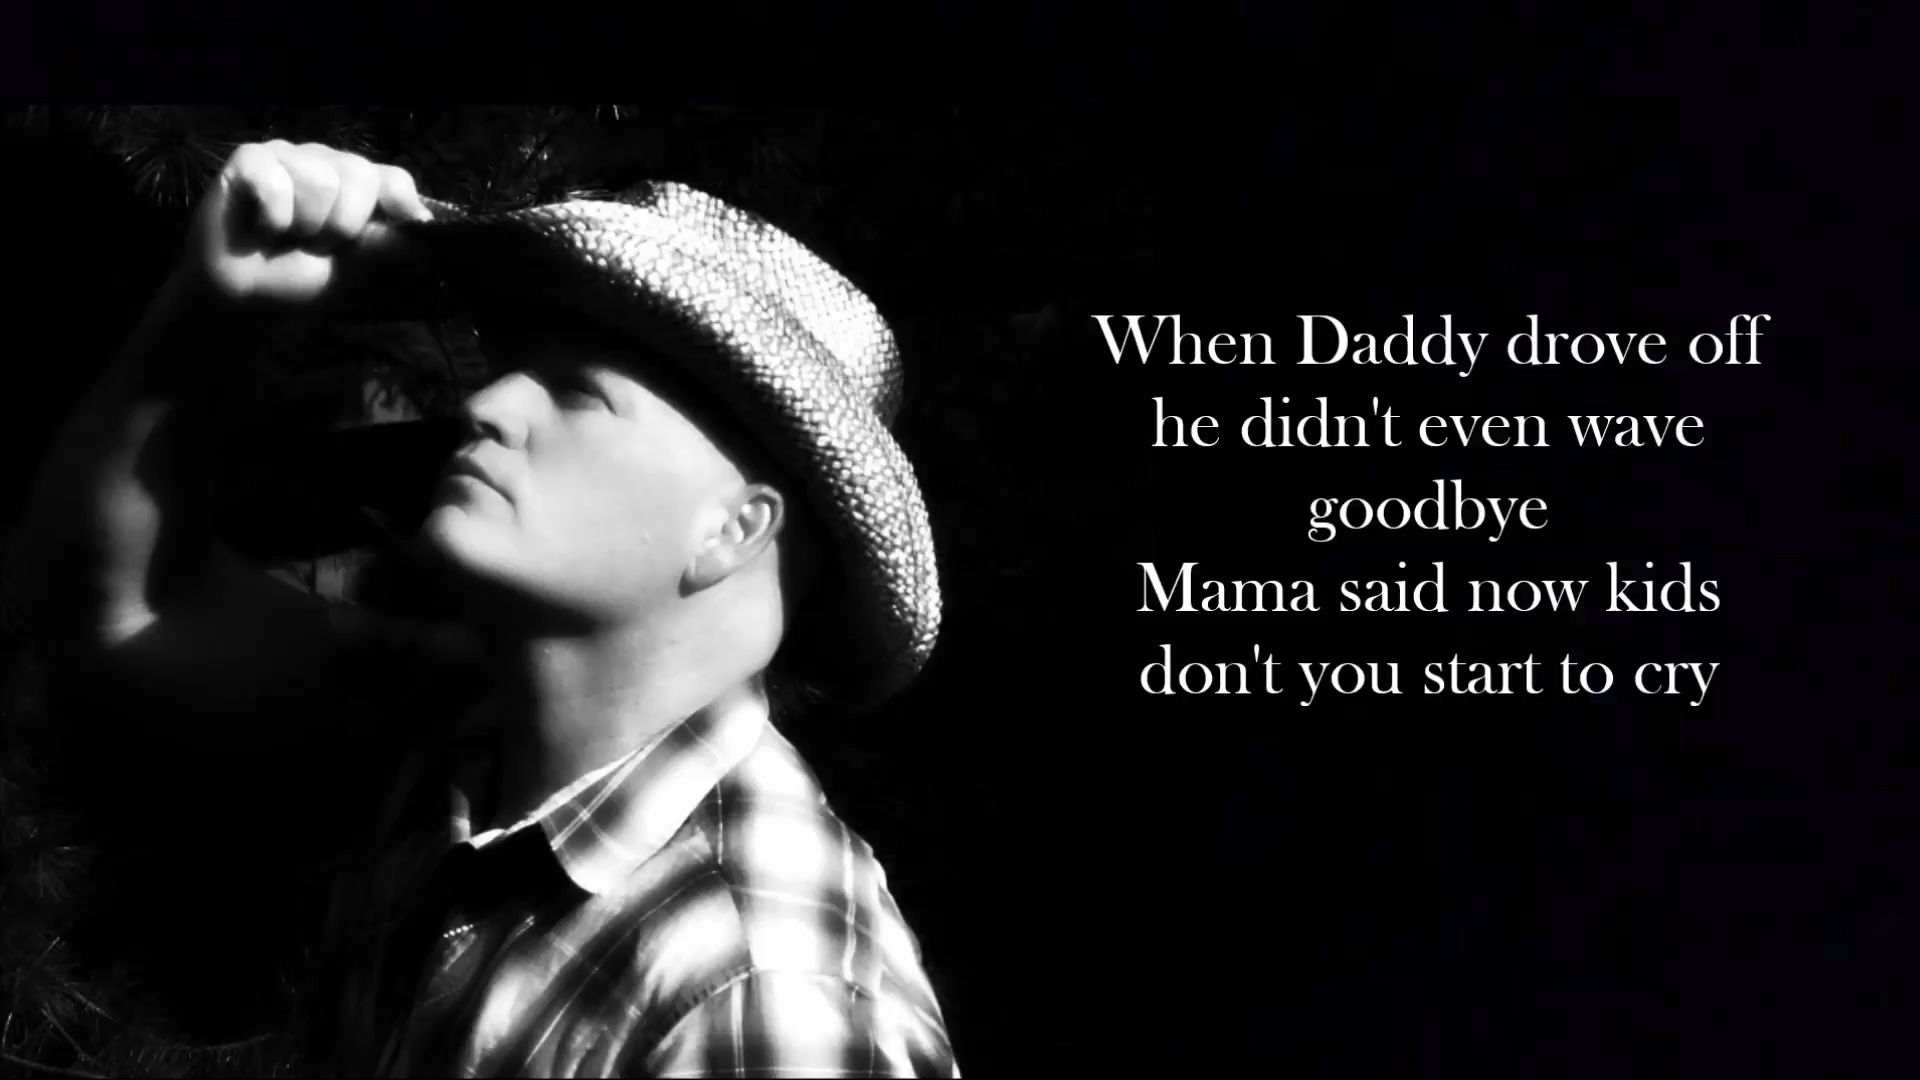 When Daddy drove off
he didn't even wave
goodbye
Mama said now kids
don't you start to cry